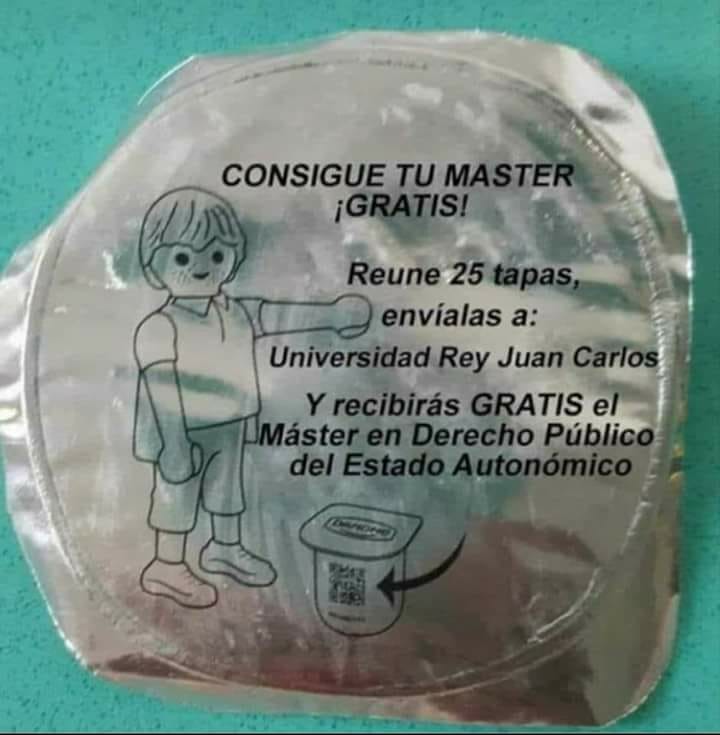 CONSIGUE TU MASTER
¡GRATIS!
Reune 25 tapas,
envíalas a:
Universidad Rey Juan Carlos
Y recibirás GRATIS el
Máster en Derecho Público
del Estado Autonómico
DANONE